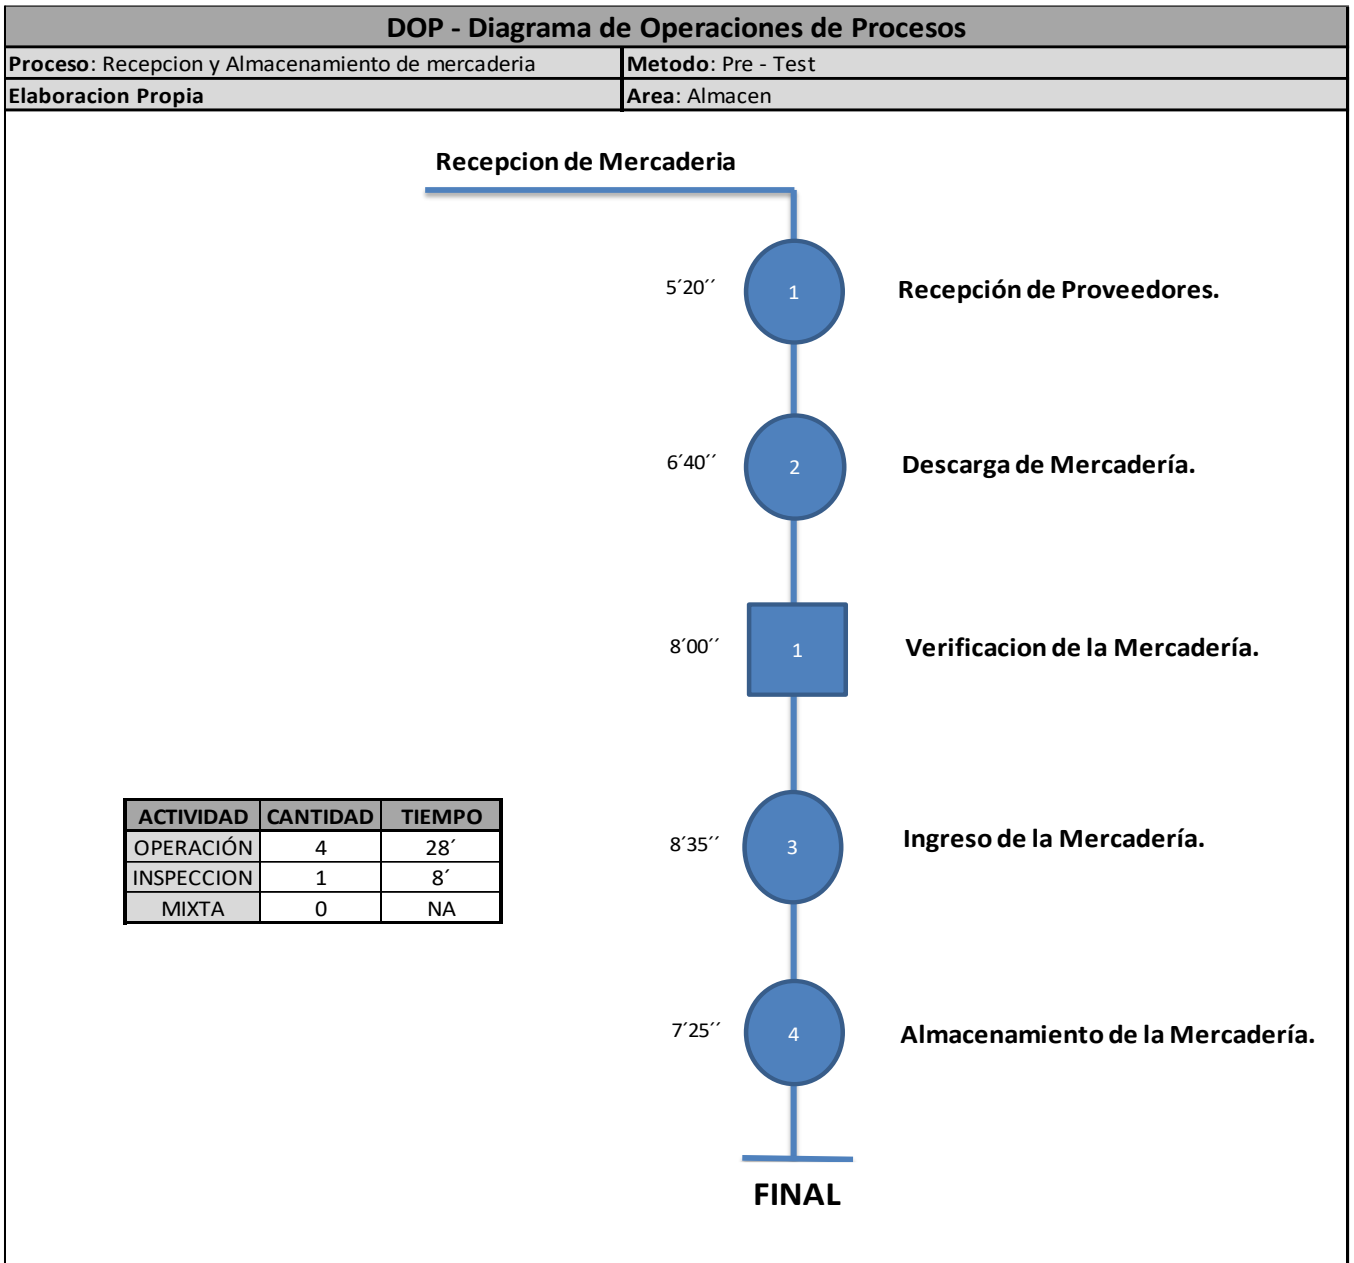 DOP - Diagrama de Operaciones de Procesos
Proceso: Recepcion y Almacenamiento de mercaderia
Metodo: Pre - Test
Elaboracion Propia
Area: Almacen
Recepcion de Mercaderia
5´20´´
1
Recepción de Proveedores.
6´40´´
2
Descarga de Mercadería.
8´00´´
1
Verificacion de la Mercadería.
8´35´´
3
Ingreso de la Mercadería.
ACTIVIDAD CANTIDAD TIEMPO
OPERACIÓN 4 28´
INSPECCION 1 8´
MIXTA 0 NA
7´25´´
4
Almacenamiento de la Mercadería.
FINAL